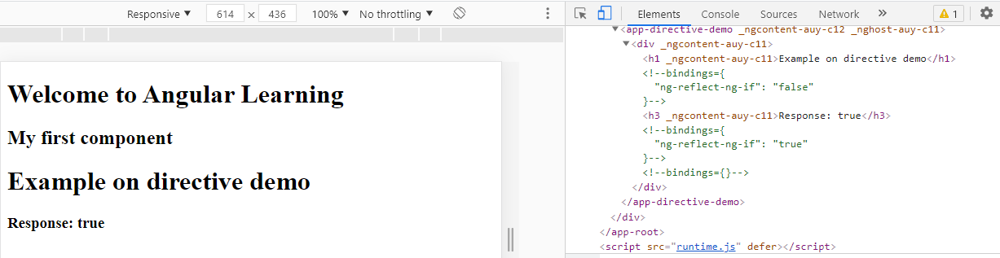 Responsive ▼ 614 × 436 100% ▼ No throttling ▼
Elements Console Sources Network » 1
Welcome to Angular Learning
My first component
Example on directive demo
Response: true
▼<app-directive-demo _ngcontent-auy-c12 _nghost-auy-c11>
▼<div _ngcontent-auy-c11>
<h1 _ngcontent-auy-c11>Example on directive demo</h1>
<!--bindings={
"ng-reflect-ng-if": "false"
}-->
<h3 _ngcontent-auy-c11>Response: true</h3>
<!--bindings={
"ng-reflect-ng-if": "true"
}-->
<!--bindings={}-->
</div>
</app-directive-demo>
</div>
</app-root>
<script src="runtime.js" defer></script>